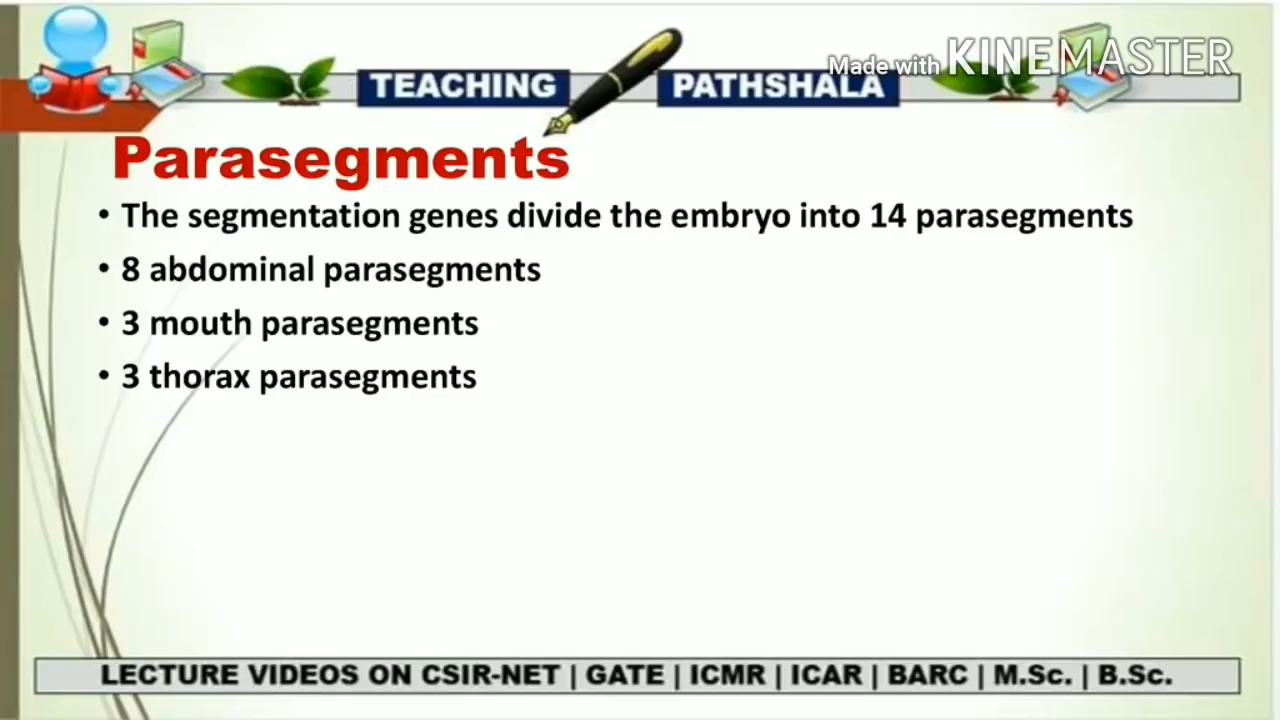 Made with KINEMASTER
TEACHING PATHSHALA
Parasegments
• The segmentation genes divide the embryo into 14 parasegments
• 8 abdominal parasegments
• 3 mouth parasegments
• 3 thorax parasegments
LECTURE VIDEOS ON CSIR-NET | GATE | ICMR | ICAR | BARC | M.Sc. | B.Sc.